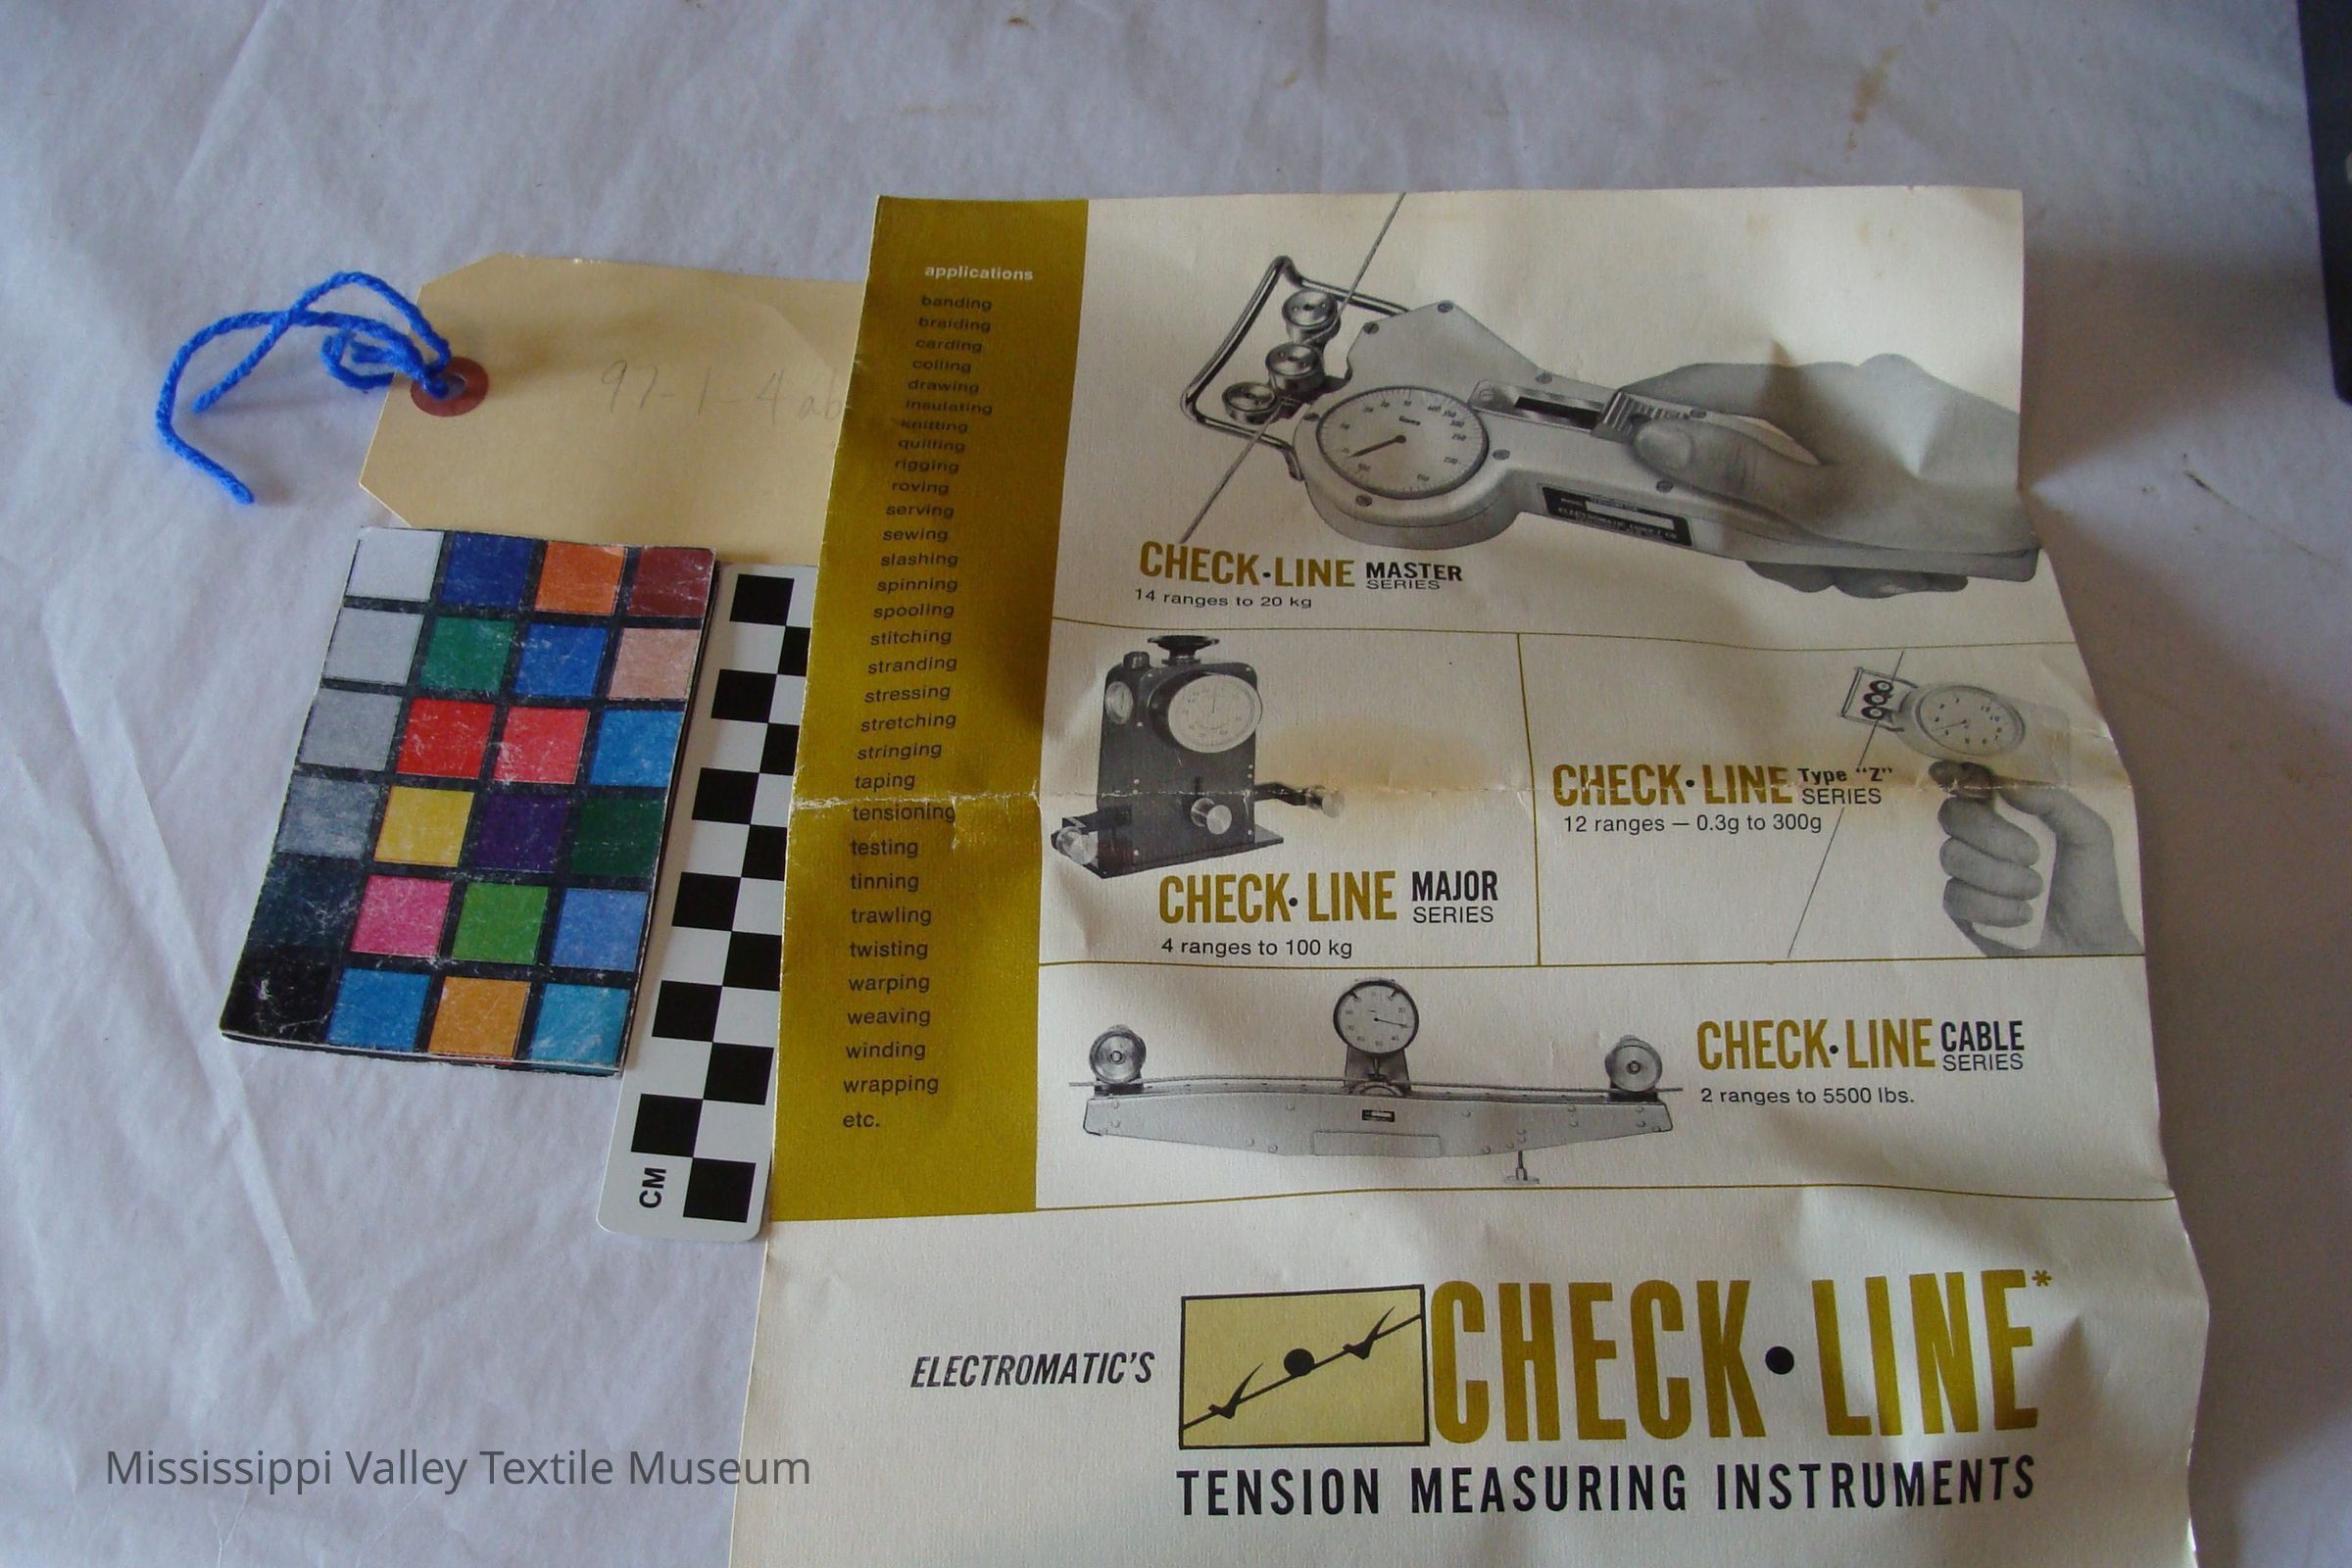 97-1-4ab
applications
banding
braiding
carding
coiling
drawing
insulating
knitting
quilting
rigging
roving
serving
sewing
slashing
spinning
spooling
stitching
stranding
stressing
stretching
stringing
taping
tensioning
testing
tinning
trawling
twisting
warping
weaving
winding
wrapping
etc.
CHECK•LINE MASTER SERIES
14 ranges to 20 kg
CHECK•LINE MAJOR SERIES
4 ranges to 100 kg
CHECK•LINE Type "Z" SERIES
12 ranges — 0.3g to 300g
CHECK•LINE CABLE SERIES
2 ranges to 5500 lbs.
ELECTROMATIC'S CHECK•LINE*
TENSION MEASURING INSTRUMENTS
CM
Mississippi Valley Textile Museum